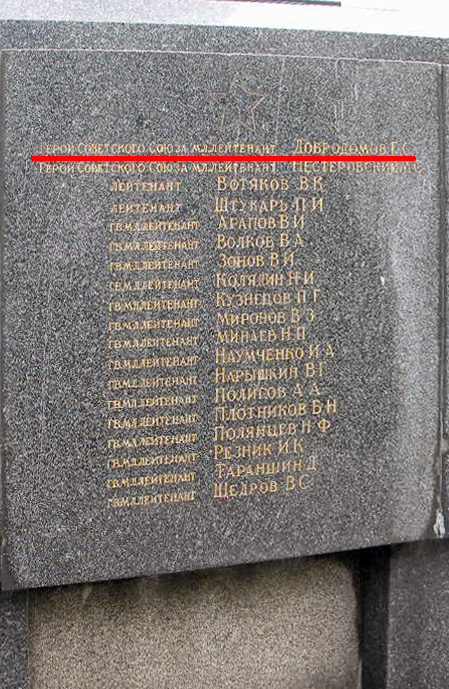 ГЕРОЙ СОВЕТСКОГО СОЮЗА МЛ.ЛЕЙТЕНАНТ ДОБРОДОМОВ Г.С.
ГЕРОЙ СОВЕТСКОГО СОЮЗА МЛ.ЛЕЙТЕНАНТ
ЛЕЙТЕНАНТ ВОТЯКОВ В.К
ЛЕЙТЕНАНТ ШТУКАРЬ П И
ГВ.МЛ.ЛЕЙТЕНАНТ АРАПОВ В И
ГВ.МЛ.ЛЕЙТЕНАНТ ВОЛКОВ В А
ГВ.МЛ.ЛЕЙТЕНАНТ ЗОНОВ В И
ГВ.МЛ.ЛЕЙТЕНАНТ КОЛЯДИН Н И
ГВ.МЛ.ЛЕЙТЕНАНТ КУЗНЕЦОВ П Г
ГВ.МЛ.ЛЕЙТЕНАНТ МИРОНОВ В З
ГВ.МЛ.ЛЕЙТЕНАНТ МИНАЕВ Н П
ГВ.МЛ.ЛЕЙТЕНАНТ НАУМЧЕНКО И Д
ГВ.МЛ.ЛЕЙТЕНАНТ НАРЫШКИН В Г
ГВ.МЛ.ЛЕЙТЕНАНТ А А
ГВ.МЛ.ЛЕЙТЕНАНТ ПЛОТНИКОВ Б Н
ГВ.МЛ.ЛЕЙТЕНАНТ ПОЛЯНЦЕВ Н Ф
ГВ.МЛ.ЛЕЙТЕНАНТ РЕЗНИК И.К
ГВ.МЛ.ЛЕЙТЕНАНТ ТАРАНШИН Д
ГВ.МЛ.ЛЕЙТЕНАНТ ЩЕДРОВ В С